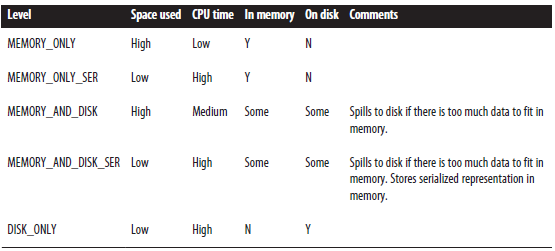 Level Space used CPU time In memory On disk Comments
MEMORY_ONLY High Low Y N
MEMORY_ONLY_SER Low High Y N
MEMORY_AND_DISK High Medium Some Some Spills to disk if there is too much data to fit in
memory.
MEMORY_AND_DISK_SER Low High Some Some Spills to disk if there is too much data to fit in
memory. Stores serialized representation in
memory.
DISK_ONLY Low High N Y